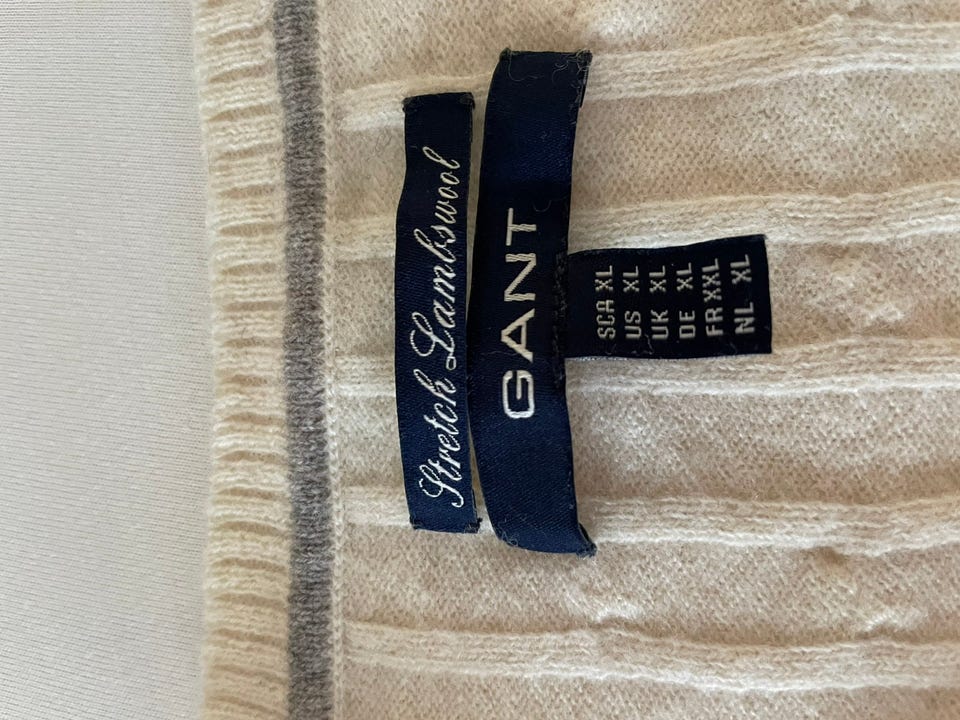 Stretch Lambswool
GANT
SCA XL
US XL
UK XL
DE XL
FR XXL
NL XL